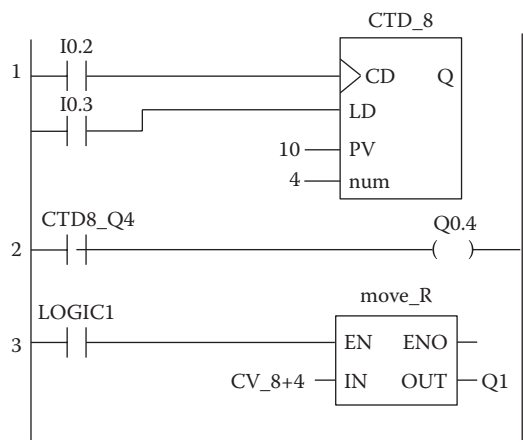 CTD_8
I0.2
1
CD Q
I0.3
LD
10 PV
4 num
CTD8_Q4 Q0.4
2
( )
LOGIC1 move_R
3
EN ENO
CV_8+4 IN OUT Q1